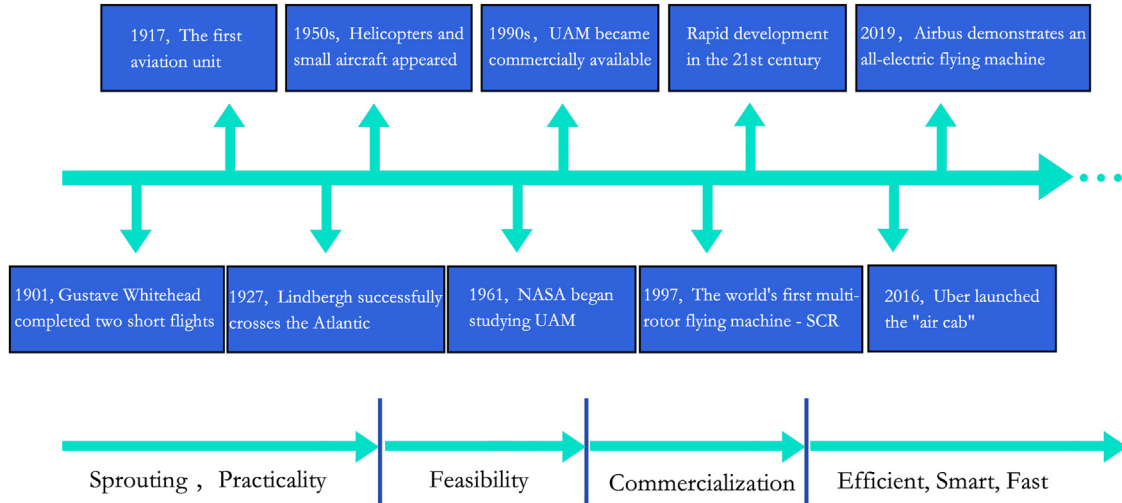 1917, The first
aviation unit
1950s, Helicopters and
small aircraft appeared
1990s, UAM became
commercially available
Rapid development
in the 21st century
2019, Airbus demonstrates an
all-electric flying machine
1901, Gustave Whitehead
completed two short flights
1927, Lindbergh successfully
crosses the Atlantic
1961, NASA began
studying UAM
1997, The world's first multi-
rotor flying machine - SCR
2016, Uber launched
the "air cab"
Sprouting , Practicality
Feasibility
Commercialization
Efficient, Smart, Fast